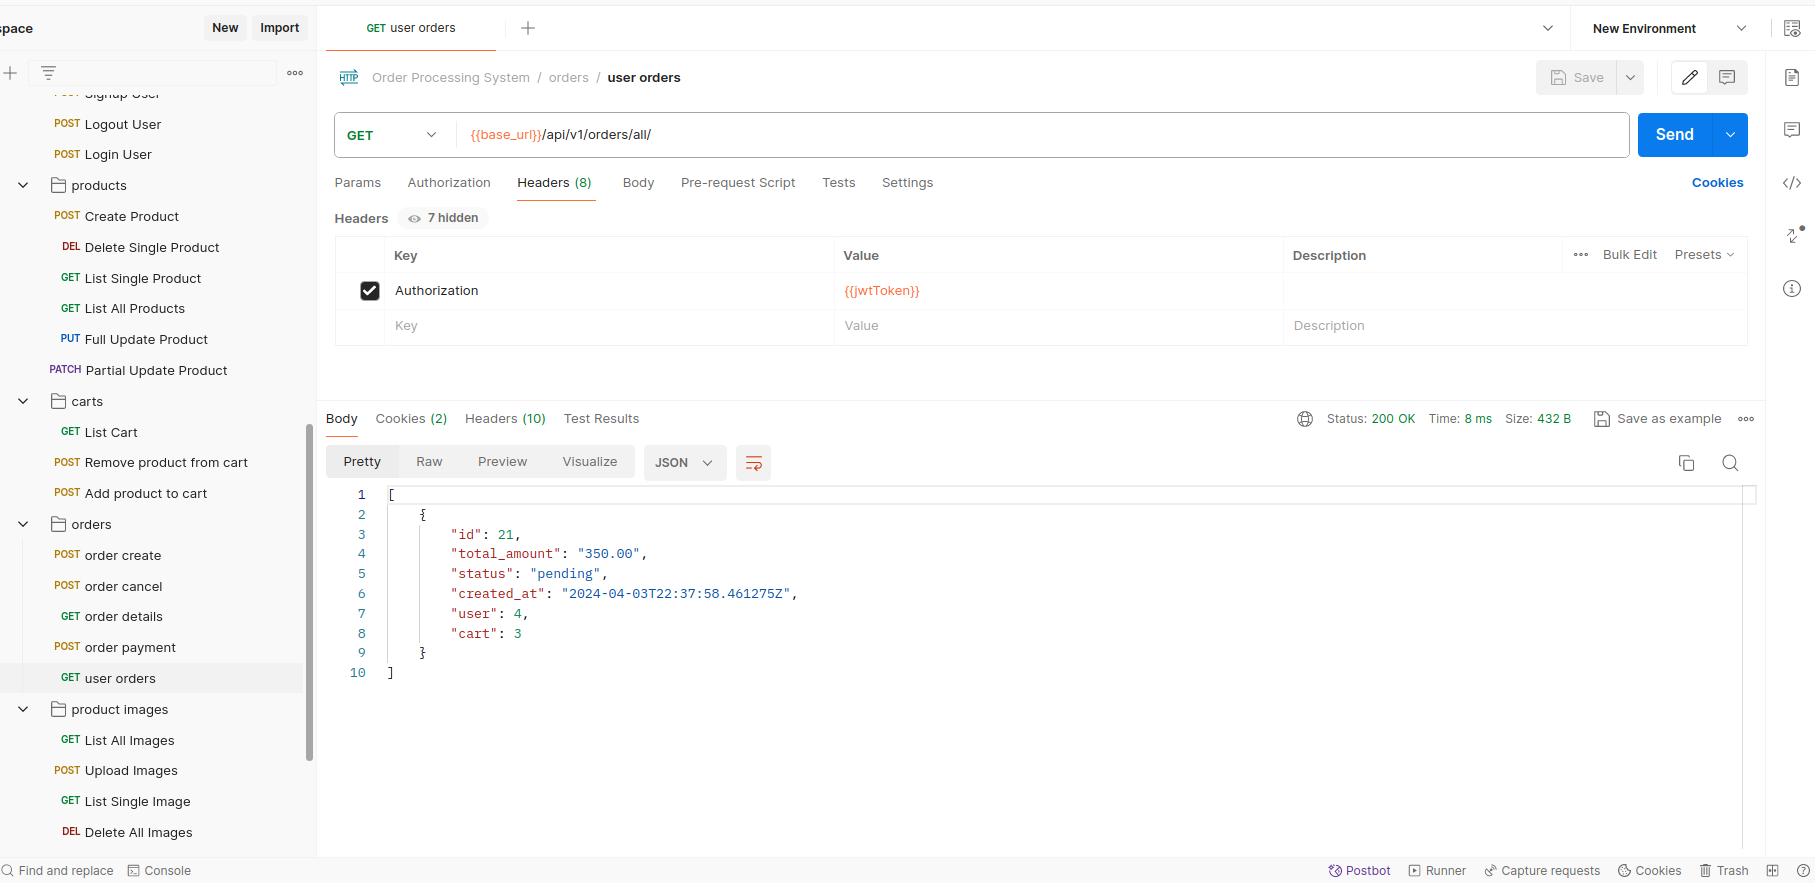 space New Import
GET user orders
New Environment
Order Processing System / orders / user orders
Save
GET {{base_url}}/api/v1/orders/all/ Send
Params Authorization Headers (8) Body Pre-request Script Tests Settings Cookies
Headers 7 hidden
Key Value Description Bulk Edit Presets
Authorization {{jwtToken}}
Key Value Description
Body Cookies (2) Headers (10) Test Results Status: 200 OK Time: 8 ms Size: 432 B Save as example
Pretty Raw Preview Visualize JSON
1 [
2 {
3 "id": 21,
4 "total_amount": "350.00",
5 "status": "pending",
6 "created_at": "2024-04-03T22:37:58.461275Z",
7 "user": 4,
8 "cart": 3
9 }
10 ]
POST Signup User
POST Logout User
POST Login User
products
POST Create Product
DEL Delete Single Product
GET List Single Product
GET List All Products
PUT Full Update Product
PATCH Partial Update Product
carts
GET List Cart
POST Remove product from cart
POST Add product to cart
orders
POST order create
POST order cancel
GET order details
POST order payment
GET user orders
product images
GET List All Images
POST Upload Images
GET List Single Image
DEL Delete All Images
Find and replace Console Postbot Runner Capture requests Cookies Trash